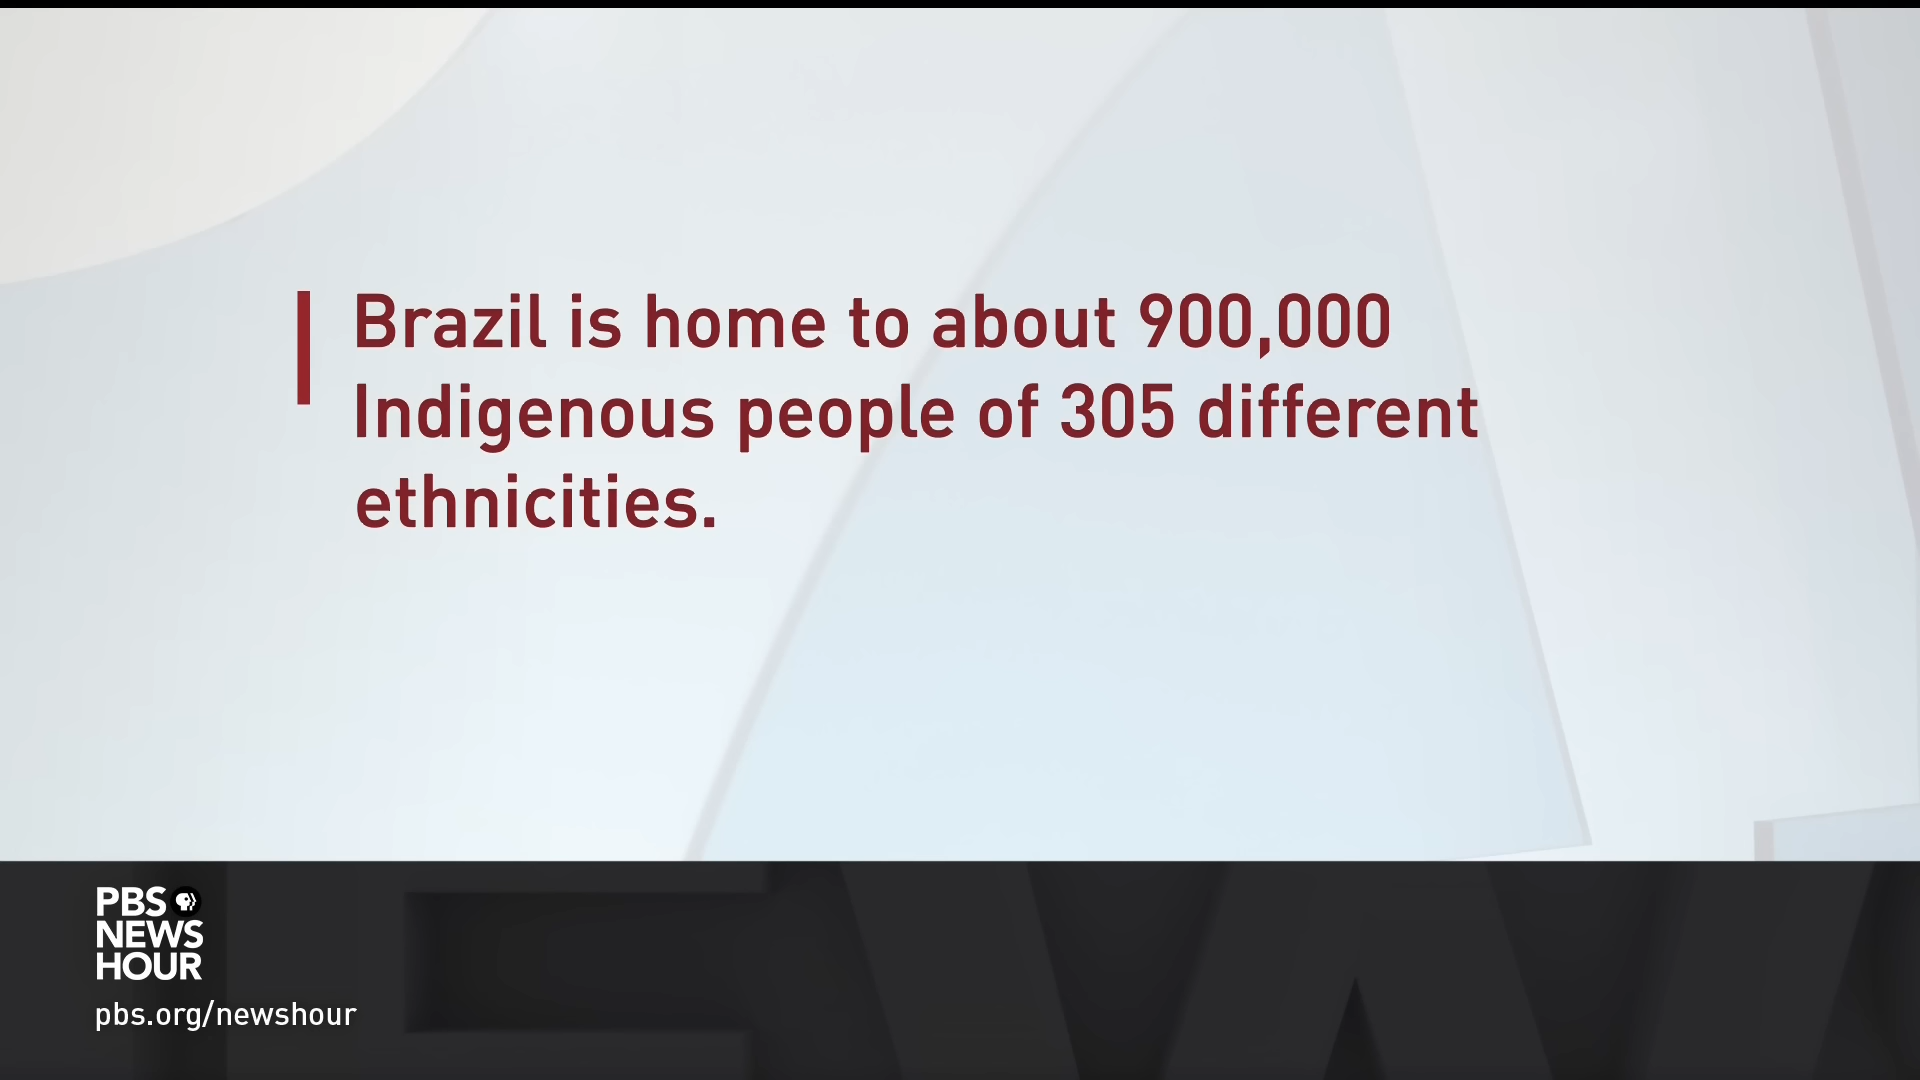 Brazil is home to about 900,000
Indigenous people of 305 different
ethnicities.
PBS
NEWS
HOUR
pbs.org/newshour